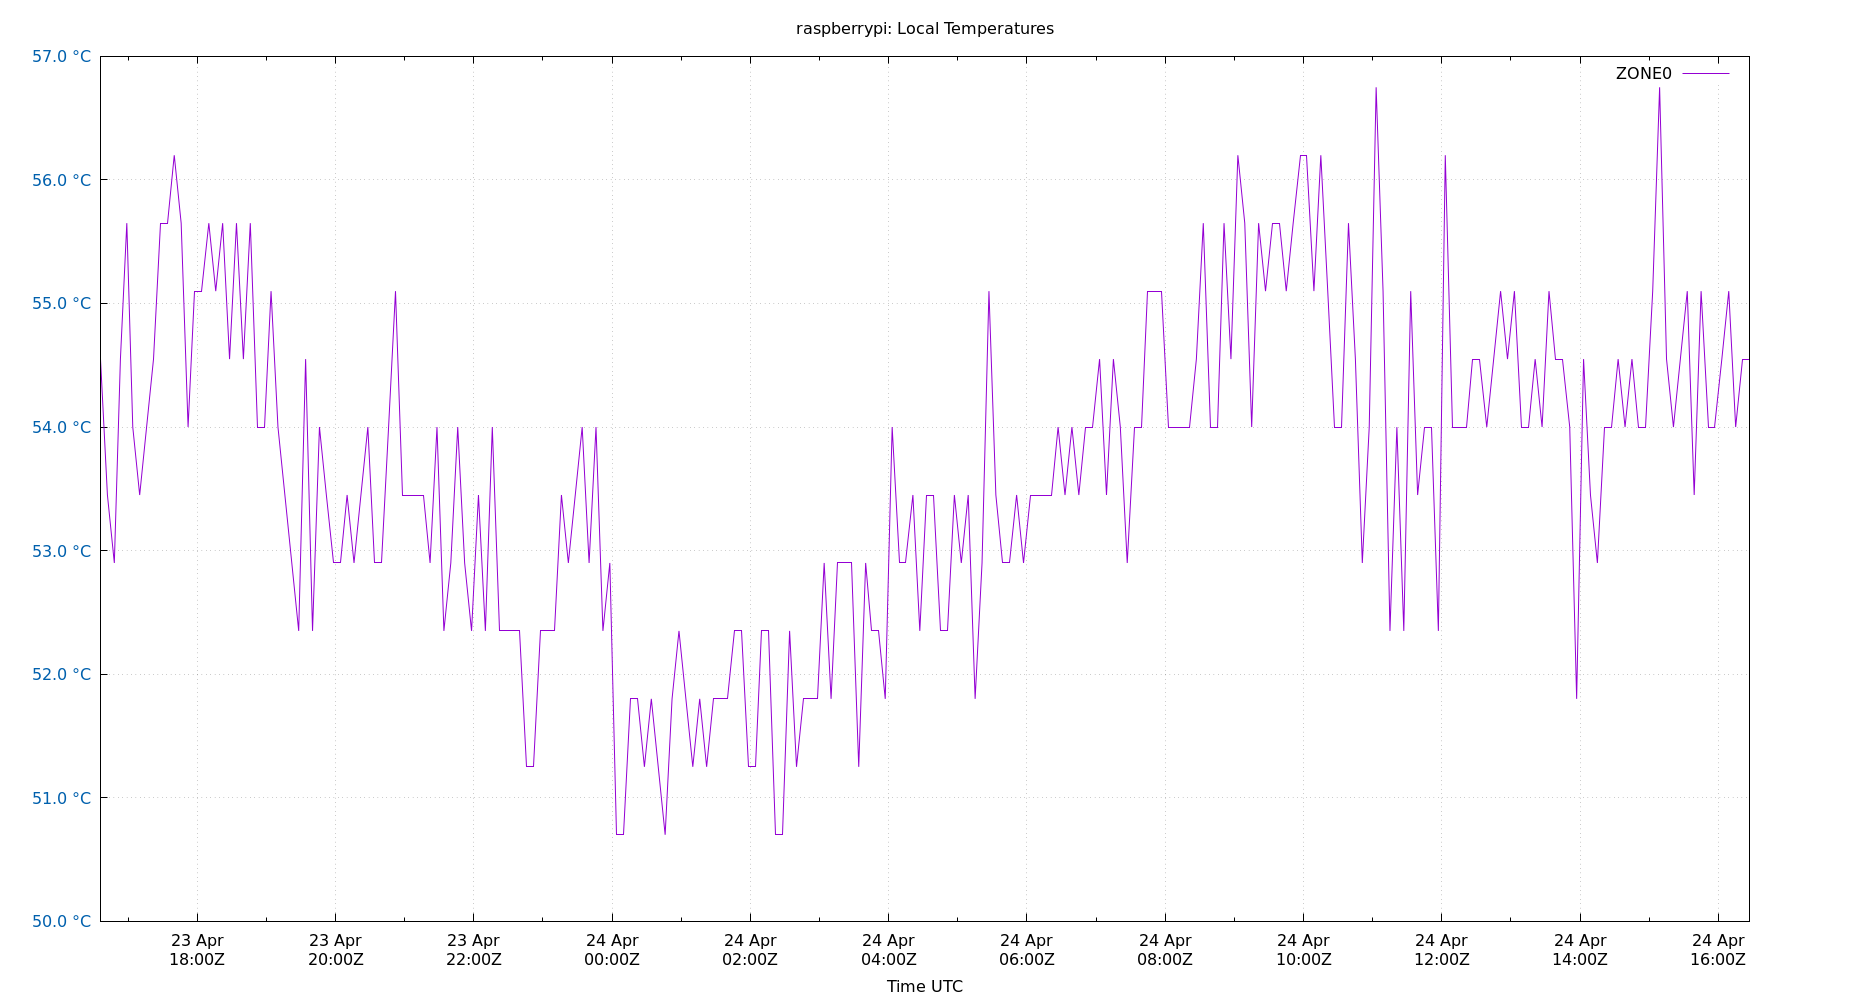 raspberrypi: Local Temperatures
57.0 °C
ZONE0
56.0 °C
55.0 °C
54.0 °C
53.0 °C
52.0 °C
51.0 °C
50.0 °C
23 Apr 23 Apr 23 Apr 24 Apr 24 Apr 24 Apr 24 Apr 24 Apr 24 Apr 24 Apr 24 Apr 24 Apr
18:00Z 20:00Z 22:00Z 00:00Z 02:00Z 04:00Z 06:00Z 08:00Z 10:00Z 12:00Z 14:00Z 16:00Z
Time UTC